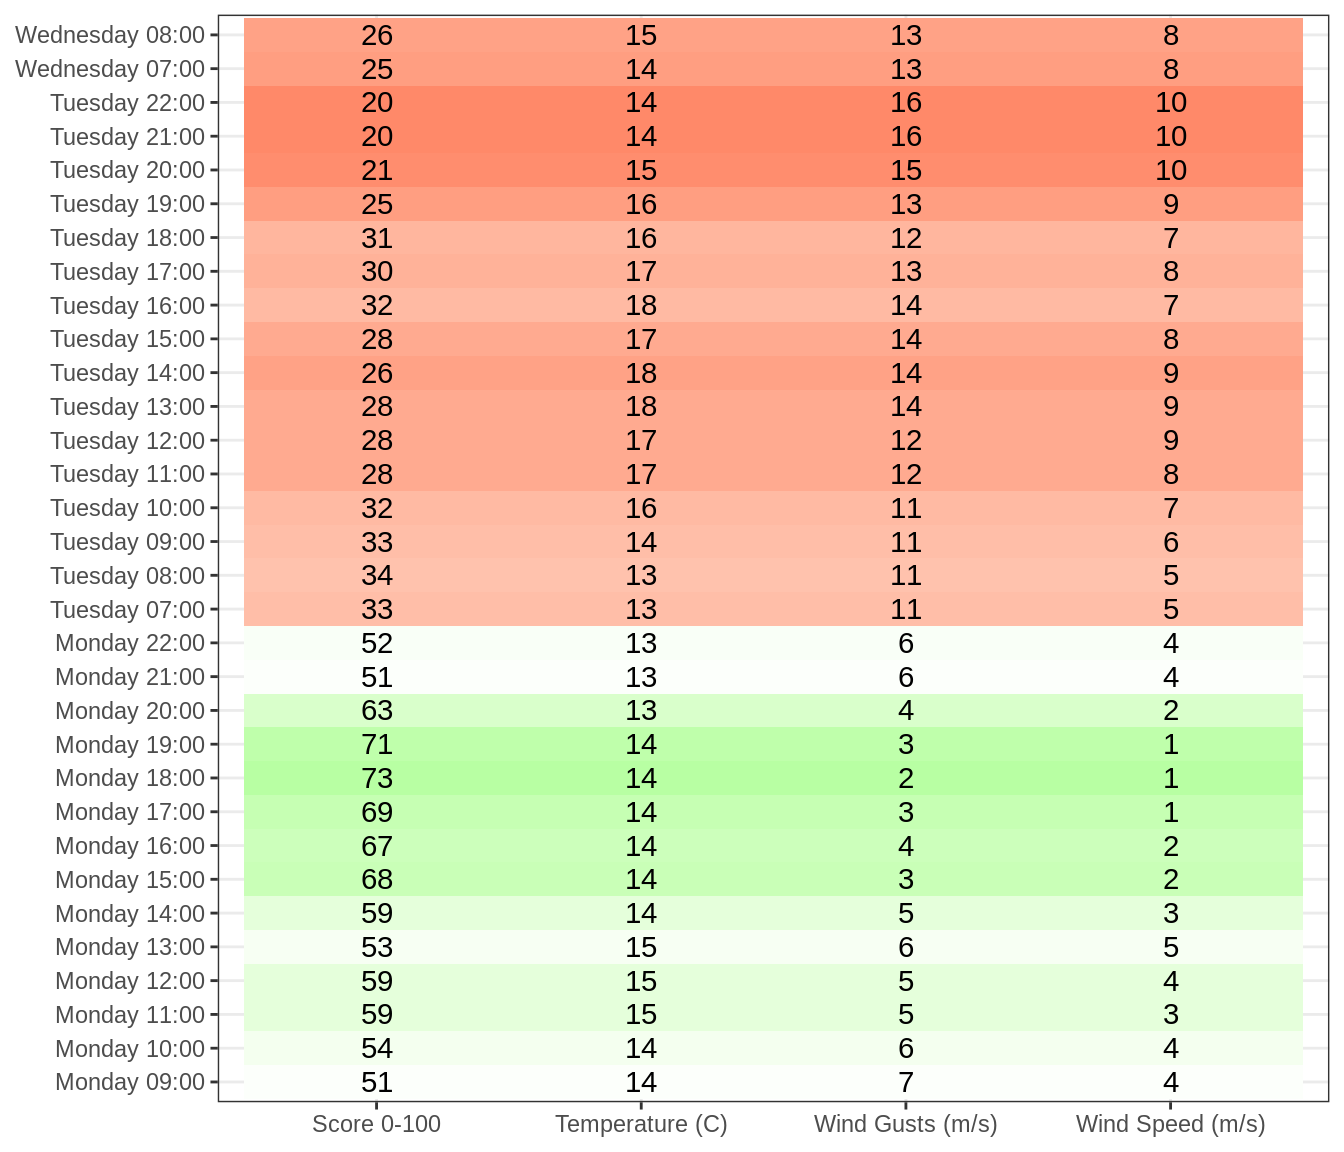 Wednesday 08:00 26 15 13 8
Wednesday 07:00 25 14 13 8
Tuesday 22:00 20 14 16 10
Tuesday 21:00 20 14 16 10
Tuesday 20:00 21 15 15 10
Tuesday 19:00 25 16 13 9
Tuesday 18:00 31 16 12 7
Tuesday 17:00 30 17 13 8
Tuesday 16:00 32 18 14 7
Tuesday 15:00 28 17 14 8
Tuesday 14:00 26 18 14 9
Tuesday 13:00 28 18 14 9
Tuesday 12:00 28 17 12 9
Tuesday 11:00 28 17 12 8
Tuesday 10:00 32 16 11 7
Tuesday 09:00 33 14 11 6
Tuesday 08:00 34 13 11 5
Tuesday 07:00 33 13 11 5
Monday 22:00 52 13 6 4
Monday 21:00 51 13 6 4
Monday 20:00 63 13 4 2
Monday 19:00 71 14 3 1
Monday 18:00 73 14 2 1
Monday 17:00 69 14 3 1
Monday 16:00 67 14 4 2
Monday 15:00 68 14 3 2
Monday 14:00 59 14 5 3
Monday 13:00 53 15 6 5
Monday 12:00 59 15 5 4
Monday 11:00 59 15 5 3
Monday 10:00 54 14 6 4
Monday 09:00 51 14 7 4
Score 0-100 Temperature (C) Wind Gusts (m/s) Wind Speed (m/s)